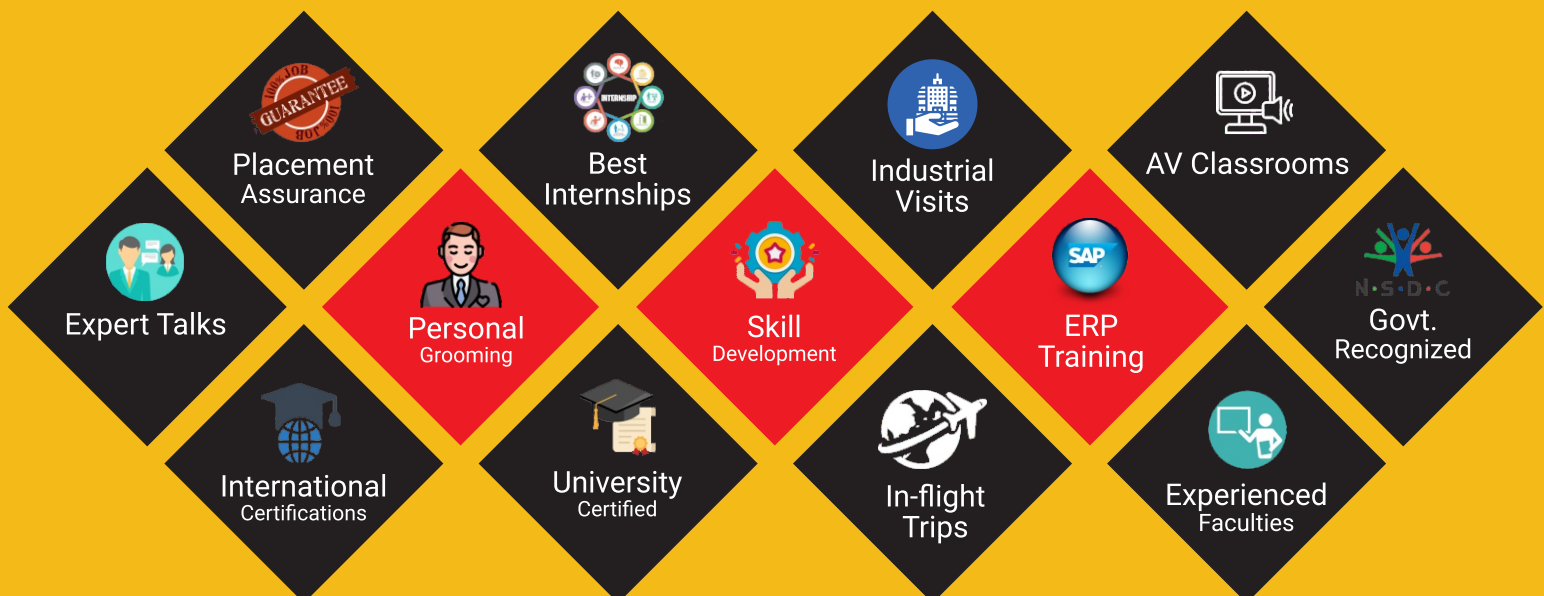 100% JOB
GUARANTEE
100% JOB
Placement
Assurance
INTERNSHIP
Best
Internships
Industrial
Visits
AV Classrooms
Expert Talks
Personal
Grooming
Skill
Development
SAP
ERP
Training
N·S·D·C
Govt.
Recognized
International
Certifications
University
Certified
In-flight
Trips
Experienced
Faculties